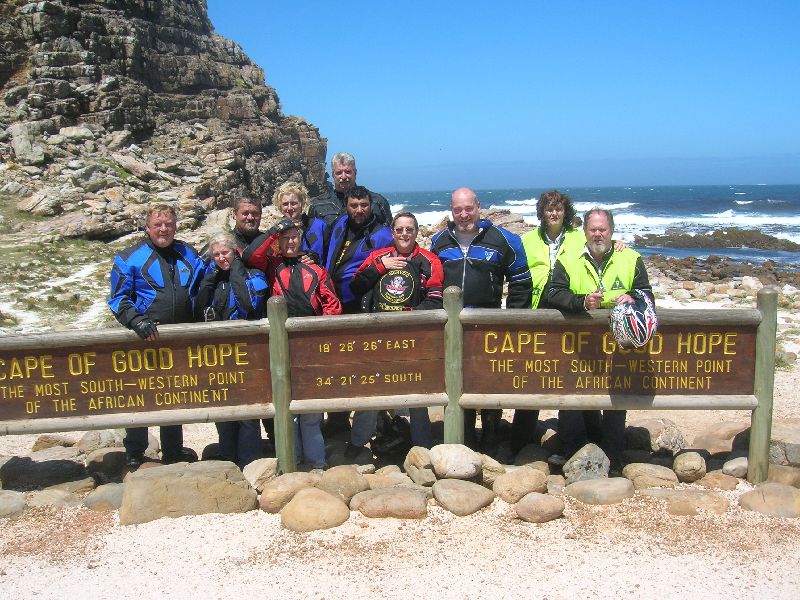 CAPE OF GOOD HOPE
THE MOST SOUTH-WESTERN POINT
OF THE AFRICAN CONTINENT
18° 28' 26" EAST
34° 21' 25" SOUTH
CAPE OF GOOD HOPE
THE MOST SOUTH-WESTERN POINT
OF THE AFRICAN CONTINENT